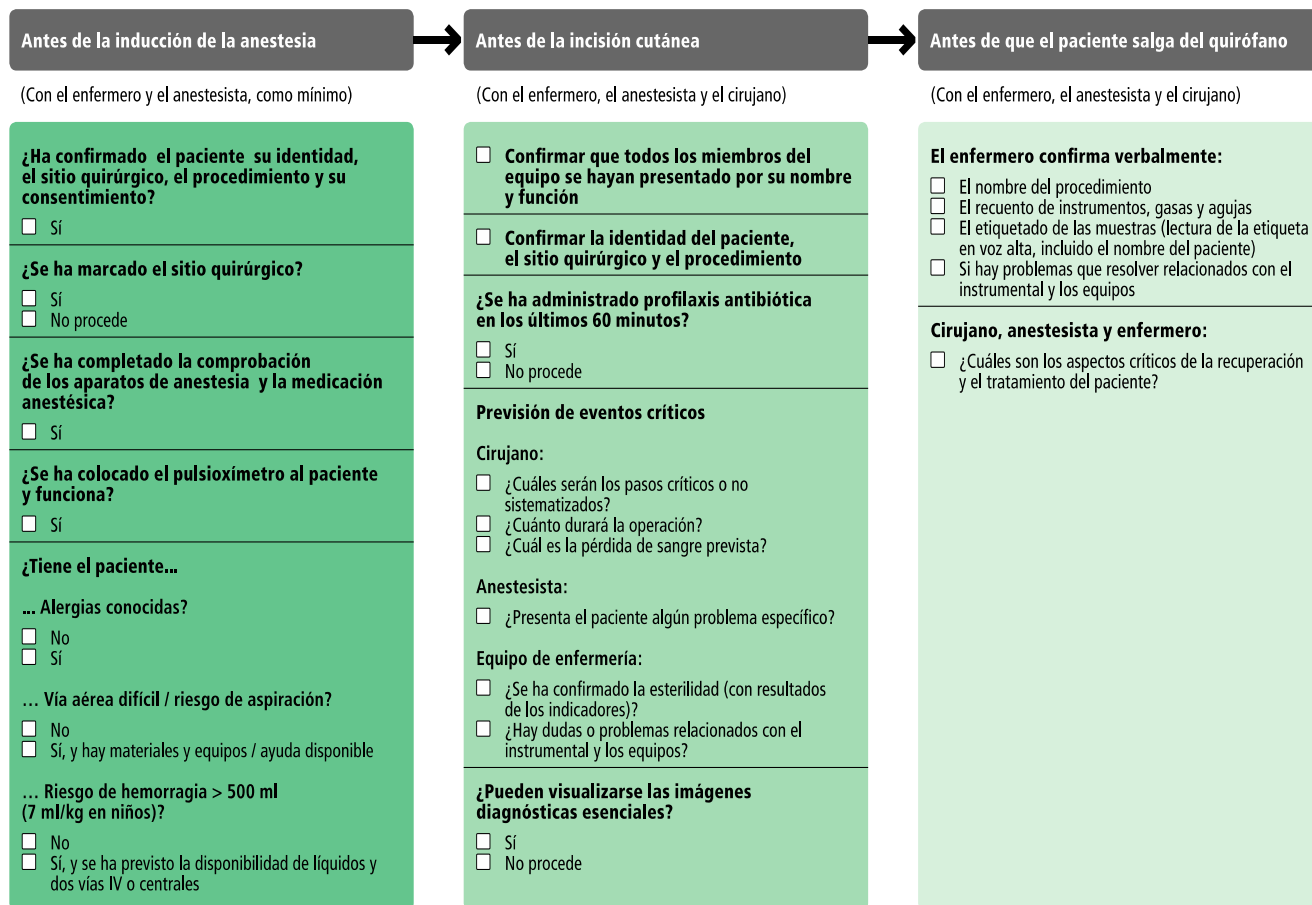 Antes de la inducción de la anestesia
(Con el enfermero y el anestesista, como mínimo)
¿Ha confirmado el paciente su identidad,
el sitio quirúrgico, el procedimiento y su
consentimiento?
Sí
¿Se ha marcado el sitio quirúrgico?
Sí
No procede
¿Se ha completado la comprobación
de los aparatos de anestesia y la medicación
anestésica?
Sí
¿Se ha colocado el pulsioxímetro al paciente
y funciona?
Sí
¿Tiene el paciente...
... Alergias conocidas?
No
Sí
… Vía aérea difícil / riesgo de aspiración?
No
Sí, y hay materiales y equipos / ayuda disponible
… Riesgo de hemorragia > 500 ml
(7 ml/kg en niños)?
No
Sí, y se ha previsto la disponibilidad de líquidos y
dos vías IV o centrales
Antes de la incisión cutánea
(Con el enfermero, el anestesista y el cirujano)
Confirmar que todos los miembros del
equipo se hayan presentado por su nombre
y función
Confirmar la identidad del paciente,
el sitio quirúrgico y el procedimiento
¿Se ha administrado profilaxis antibiótica
en los últimos 60 minutos?
Sí
No procede
Previsión de eventos críticos
Cirujano:
¿Cuáles serán los pasos críticos o no
sistematizados?
¿Cuánto durará la operación?
¿Cuál es la pérdida de sangre prevista?
Anestesista:
¿Presenta el paciente algún problema específico?
Equipo de enfermería:
¿Se ha confirmado la esterilidad (con resultados
de los indicadores)?
¿Hay dudas o problemas relacionados con el
instrumental y los equipos?
¿Pueden visualizarse las imágenes
diagnósticas esenciales?
Sí
No procede
Antes de que el paciente salga del quirófano
(Con el enfermero, el anestesista y el cirujano)
El enfermero confirma verbalmente:
El nombre del procedimiento
El recuento de instrumentos, gasas y agujas
El etiquetado de las muestras (lectura de la etiqueta
en voz alta, incluido el nombre del paciente)
Si hay problemas que resolver relacionados con el
instrumental y los equipos
Cirujano, anestesista y enfermero:
¿Cuáles son los aspectos críticos de la recuperación
y el tratamiento del paciente?